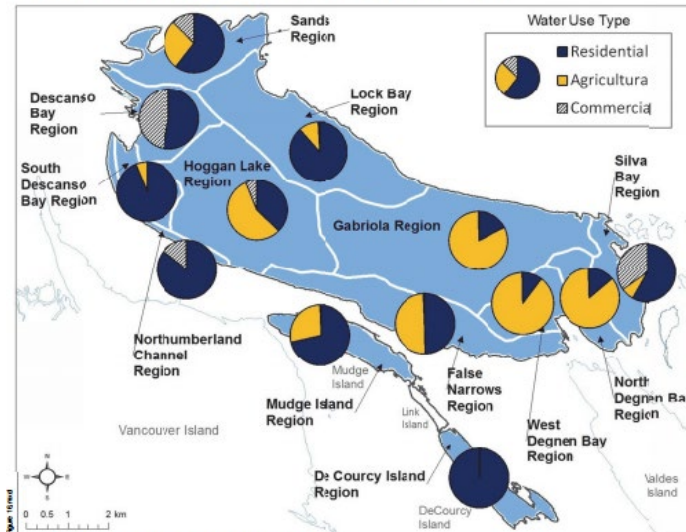 Water Use Type
Residential
Agricultura
Commercia
Sands
Region
Descanso
Bay
Region
Lock Bay
Region
South
Descanso
Bay Region
Hoggan Lake
Region
Silva
Bay
Region
Gabriola Region
Northumberland
Channel
Region
Mudge
Island
Mudge Island
Region
False
Narrows
Region
North
Degnen Ba
Region
West
Degnen Bay
Region
Link
Island
Vancouver Island
De Courcy Island
Region
DeCourcy
Island
Valdes
Island
N
W
E
S
0 0.5 1 2 km